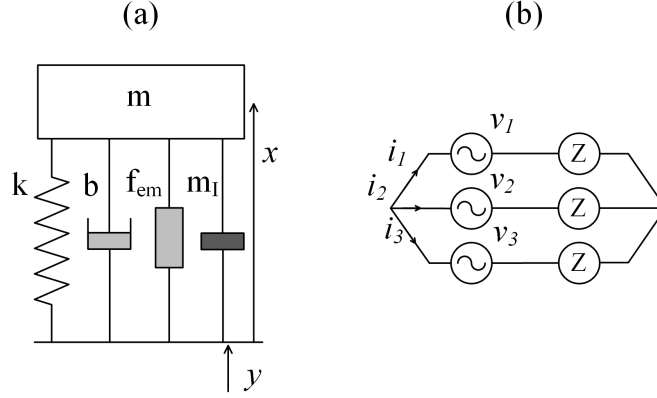 (a) (b)
m
k b f_em m_I x
y
v_1
i_1 Z
i_2 v_2
Z
i_3 v_3
Z